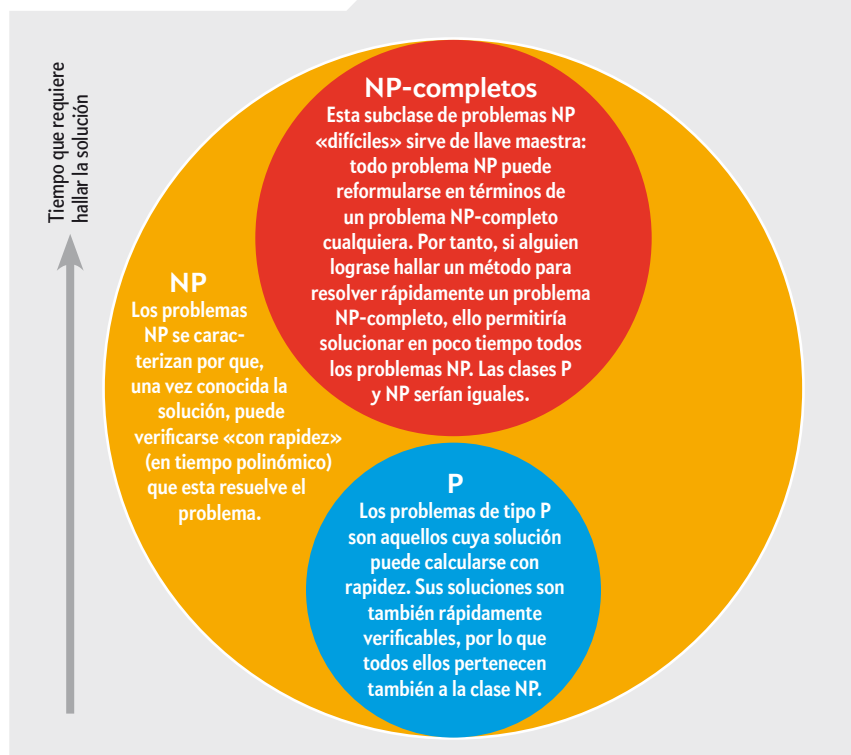 Tiempo que requiere
hallar la solución
NP-completos
Esta subclase de problemas NP
«difíciles» sirve de llave maestra:
todo problema NP puede
reformularse en términos de
un problema NP-completo
cualquiera. Por tanto, si alguien
lograse hallar un método para
resolver rápidamente un problema
NP-completo, ello permitiría
solucionar en poco tiempo todos
los problemas NP. Las clases P
y NP serían iguales.
NP
Los problemas
NP se carac-
terizan por que,
una vez conocida la
solución, puede
verificarse «con rapidez»
(en tiempo polinómico)
que esta resuelve el
problema.
P
Los problemas de tipo P
son aquellos cuya solución
puede calcularse con
rapidez. Sus soluciones son
también rápidamente
verificables, por lo que
todos ellos pertenecen
también a la clase NP.